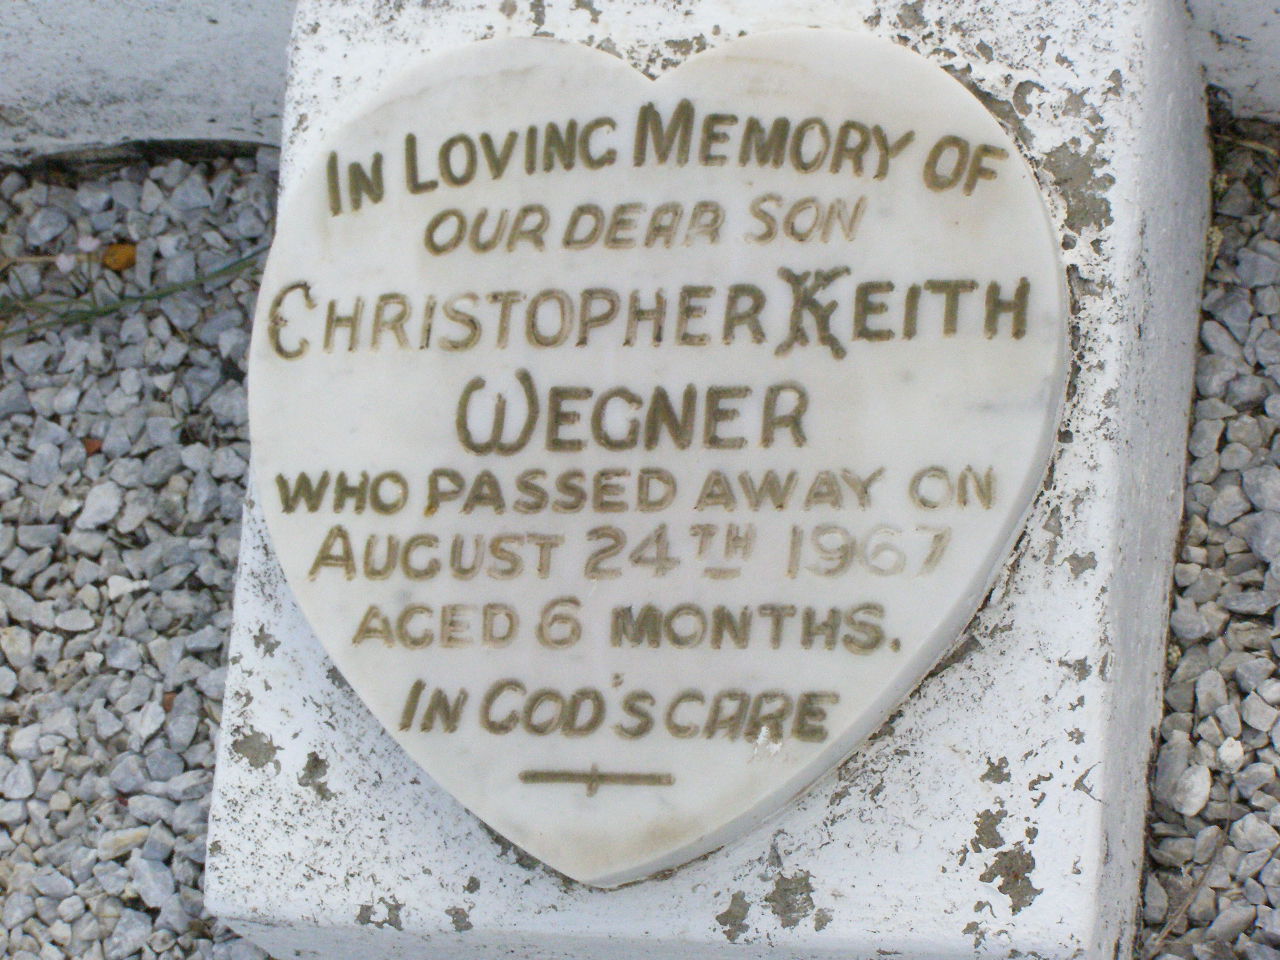 IN LOVING MEMORY OF
OUR DEAR SON
CHRISTOPHER KEITH
WEGNER
WHO PASSED AWAY ON
AUGUST 24TH 1967
AGED 6 MONTHS.
IN GOD'S CARE